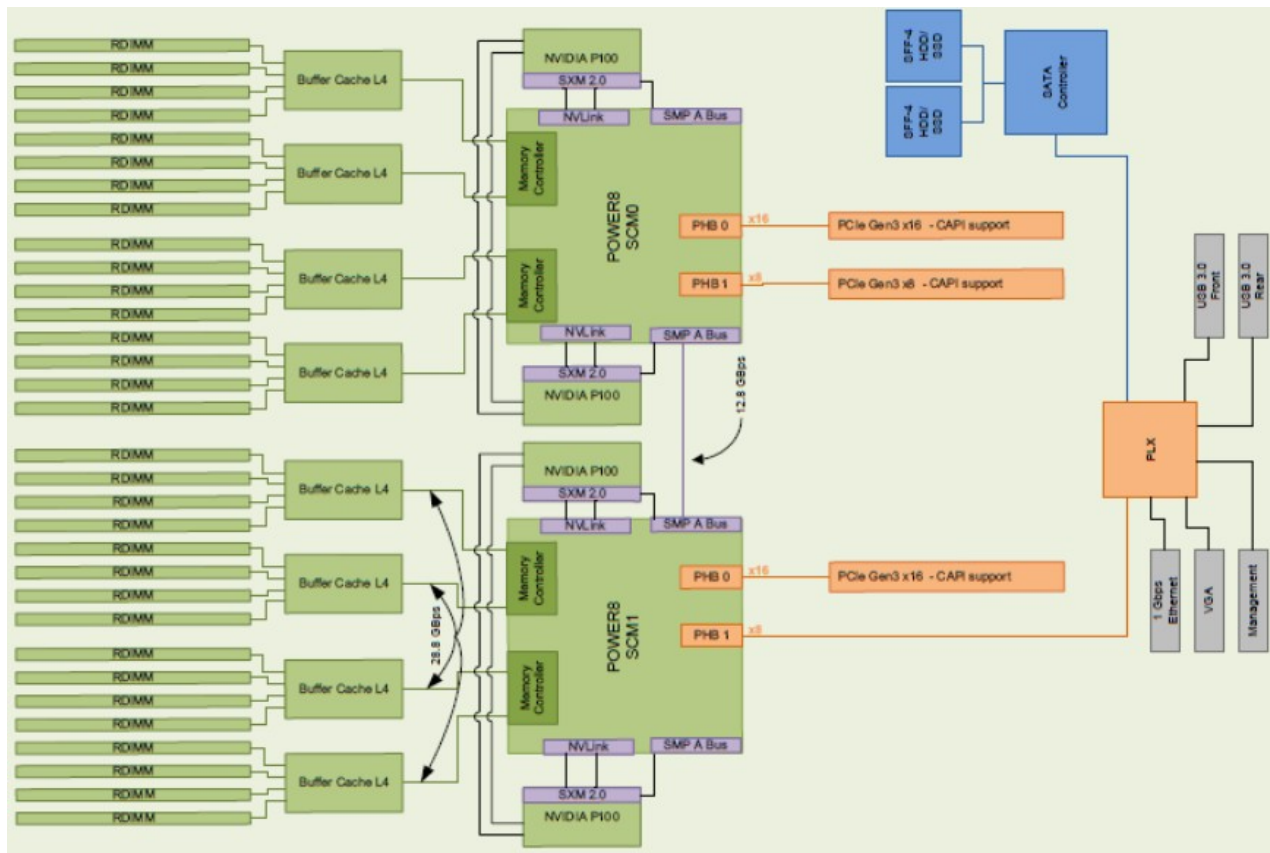 RDIMM
RDIMM
RDIMM
RDIMM
Buffer Cache L4
RDIMM
RDIMM
RDIMM
RDIMM
Buffer Cache L4
RDIMM
RDIMM
RDIMM
RDIMM
Buffer Cache L4
RDIMM
RDIMM
RDIMM
RDIMM
Buffer Cache L4
NVIDIA P100
SXM 2.0
NVLink
SMP A Bus
Memory
Controller
Memory
Controller
POWER8
SCM0
PHB 0
x16
PCIe Gen3 x16 - CAPI support
PHB 1
x8
PCIe Gen3 x8 - CAPI support
NVLink
SMP A Bus
SXM 2.0
NVIDIA P100
12.8 GBps
RDIMM
RDIMM
RDIMM
RDIMM
Buffer Cache L4
RDIMM
RDIMM
RDIMM
RDIMM
Buffer Cache L4
RDIMM
RDIMM
RDIMM
RDIMM
Buffer Cache L4
RDIMM
RDIMM
RDIMM
RDIMM
Buffer Cache L4
28.8 GBps
NVIDIA P100
SXM 2.0
NVLink
SMP A Bus
Memory
Controller
Memory
Controller
POWER8
SCM1
PHB 0
x16
PCIe Gen3 x16 - CAPI support
PHB 1
x8
NVLink
SMP A Bus
SXM 2.0
NVIDIA P100
SFF-4
HDD/
SSD
SFF-4
HDD/
SSD
SATA
Controller
USB 3.0
Front
USB 3.0
Rear
PLX
1 Gbps
Ethernet
VGA
Management